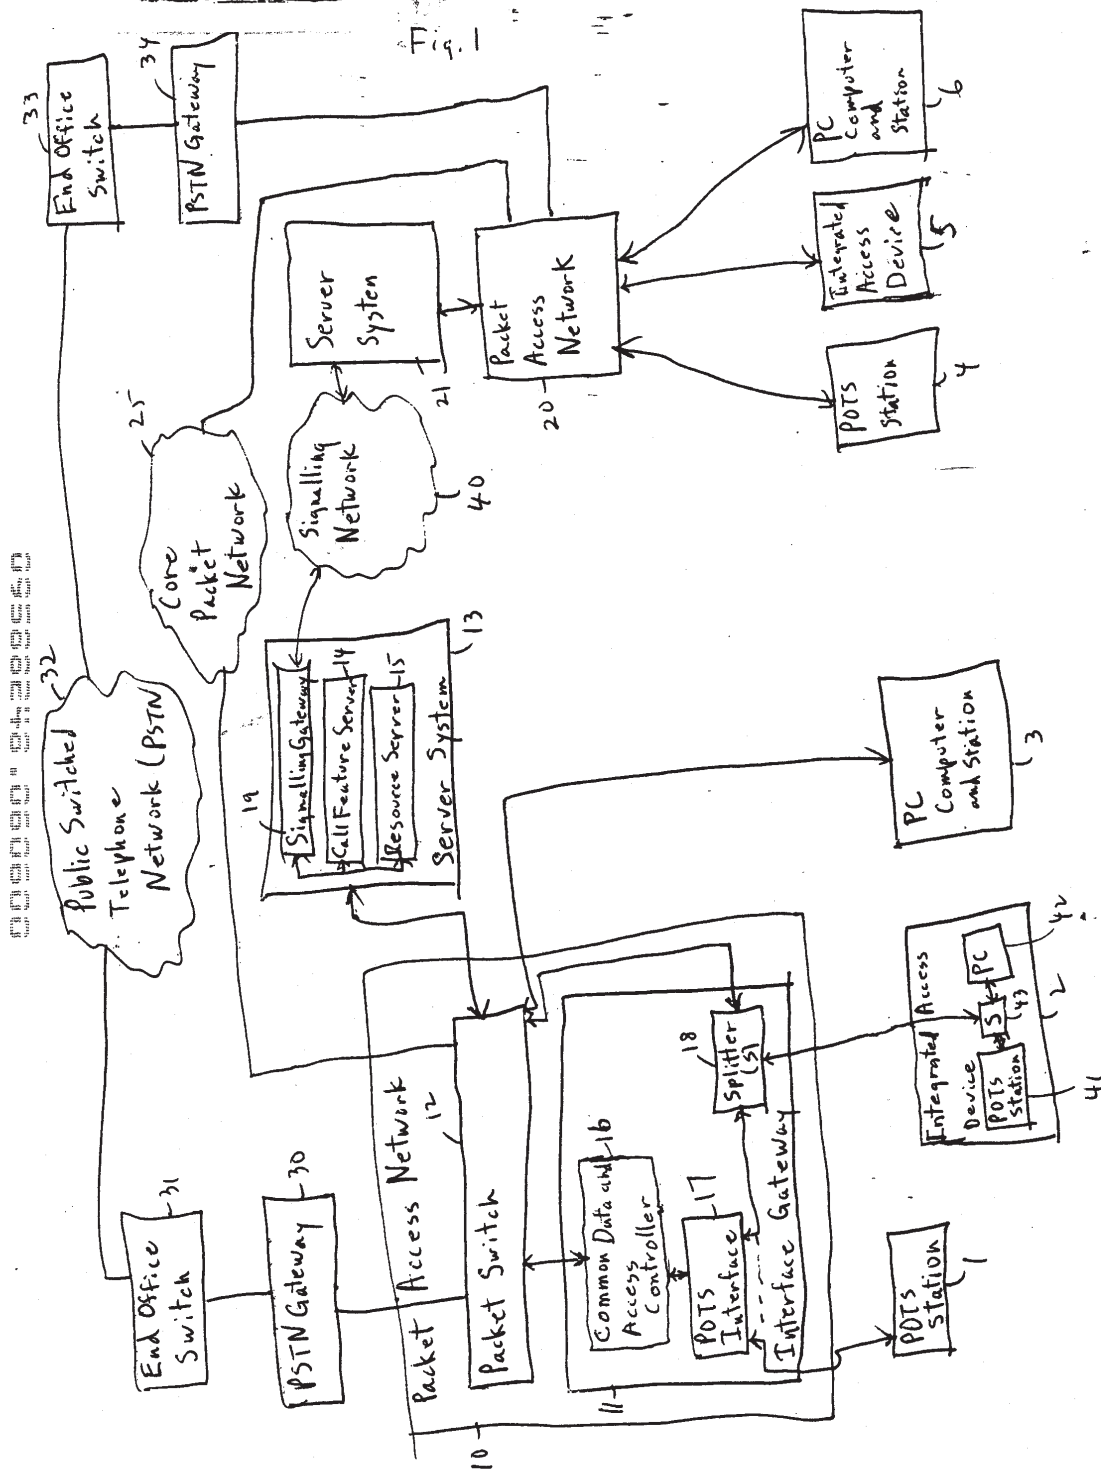 Fig. 1
33
End Office
Switch
34
PSTN Gateway
Public Switched
Telephone
Network (PSTN
32
25
Core
Packet
Network
Server
Systen
21
Signalling
Network
40
Packet
Access
Network
20
PC
Computer
and
Station
6
Integrated
Access
Device
5
POTS
Station
4
19
Signalling Gateway
Call Feature Server
14
Resource Server
15
Server System
13
End Office
Switch
31
PSTN Gateway
30
Packet Access Network
10
12
Packet Switch
11
Common Data and
Access
Controller
16
POTS
Interface
17
18
Splitter
(S)
Interface Gateway
PC
Computer
and Station
3
Integrated Access
Device
POTS
Station
41
S
43
PC
42
2
POTS
Station
1